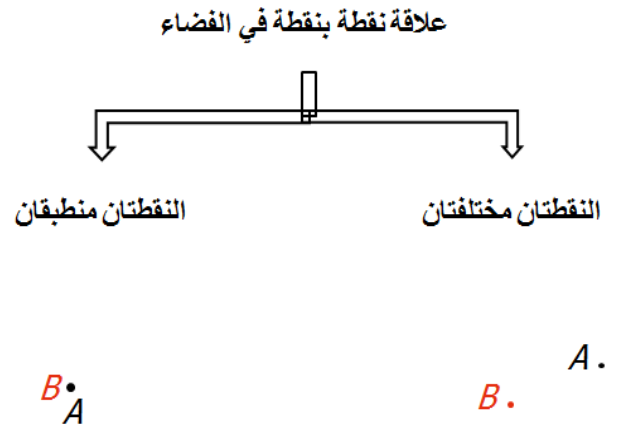 علاقة نقطة بنقطة في الفضاء
النقطتان مختلفتان
النقطتان منطبقان
A
B
B
A